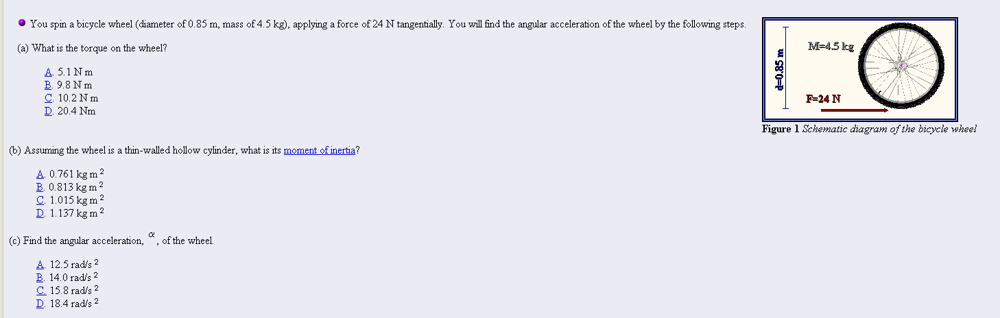 You spin a bicycle wheel (diameter of 0.85 m, mass of 4.5 kg), applying a force of 24 N tangentially. You will find the angular acceleration of the wheel by the following steps.
(a) What is the torque on the wheel?
A. 5.1 N m
B. 9.8 N m
C. 10.2 N m
D. 20.4 Nm
M=4.5 kg
d=0.85 m
F=24 N
Figure 1 Schematic diagram of the bicycle wheel
(b) Assuming the wheel is a thin-walled hollow cylinder, what is its moment of inertia?
A. 0.761 kg m 2
B. 0.813 kg m 2
C. 1.015 kg m 2
D. 1.137 kg m 2
(c) Find the angular acceleration, α, of the wheel.
A. 12.5 rad/s 2
B. 14.0 rad/s 2
C. 15.8 rad/s 2
D. 18.4 rad/s 2